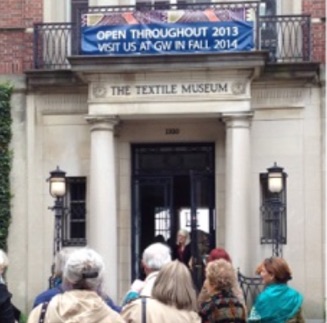 OPEN THROUGHOUT 2013
VISIT US AT GW IN FALL 2014
THE TEXTILE MUSEUM